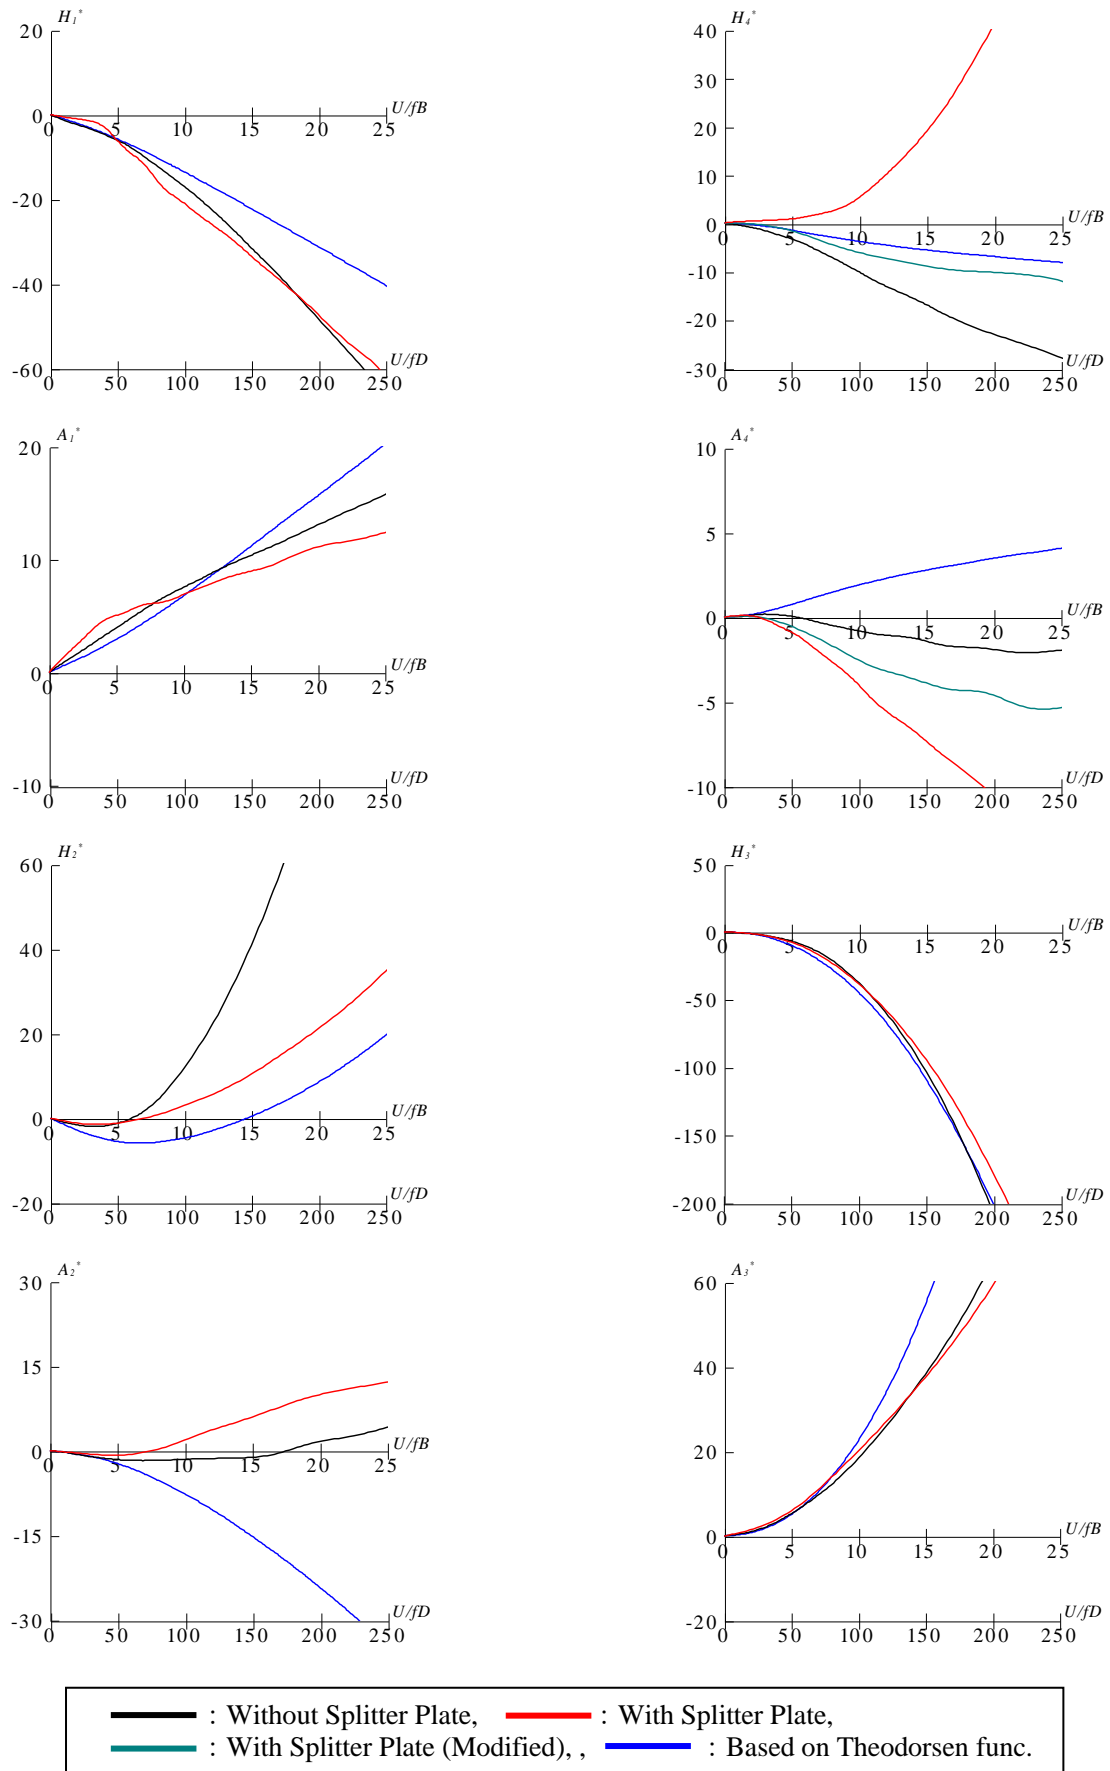 H₁*
20
0
-20
-40
-60
0 5 10 15 20 25
U/fB
0 50 100 150 200 250
U/fD
H₄*
40
30
20
10
0
-10
-20
-30
0 5 10 15 20 25
U/fB
0 50 100 150 200 250
U/fD
A₁*
20
10
0
-10
0 5 10 15 20 25
U/fB
0 50 100 150 200 250
U/fD
A₄*
10
5
0
-5
-10
0 5 10 15 20 25
U/fB
0 50 100 150 200 250
U/fD
H₂*
60
40
20
0
-20
0 5 10 15 20 25
U/fB
0 50 100 150 200 250
U/fD
H₃*
50
0
-50
-100
-150
-200
0 5 10 15 20 25
U/fB
0 50 100 150 200 250
U/fD
A₂*
30
15
0
-15
-30
0 5 10 15 20 25
U/fB
0 50 100 150 200 250
U/fD
A₃*
60
40
20
0
-20
0 5 10 15 20 25
U/fB
0 50 100 150 200 250
U/fD
: Without Splitter Plate, : With Splitter Plate,
: With Splitter Plate (Modified), , : Based on Theodorsen func.